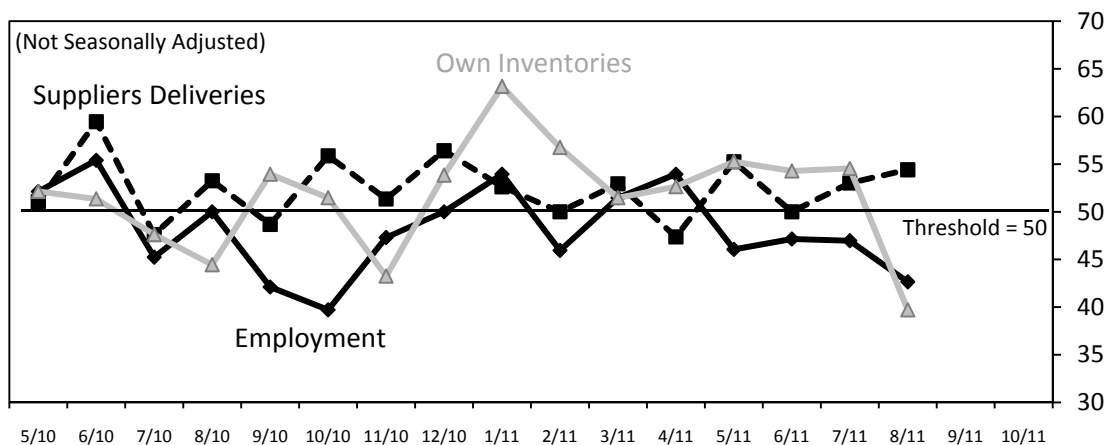 (Not Seasonally Adjusted)
Own Inventories
Suppliers Deliveries
Threshold = 50
Employment
70
65
60
55
50
45
40
35
30
5/10 6/10 7/10 8/10 9/10 10/10 11/10 12/10 1/11 2/11 3/11 4/11 5/11 6/11 7/11 8/11 9/11 10/11